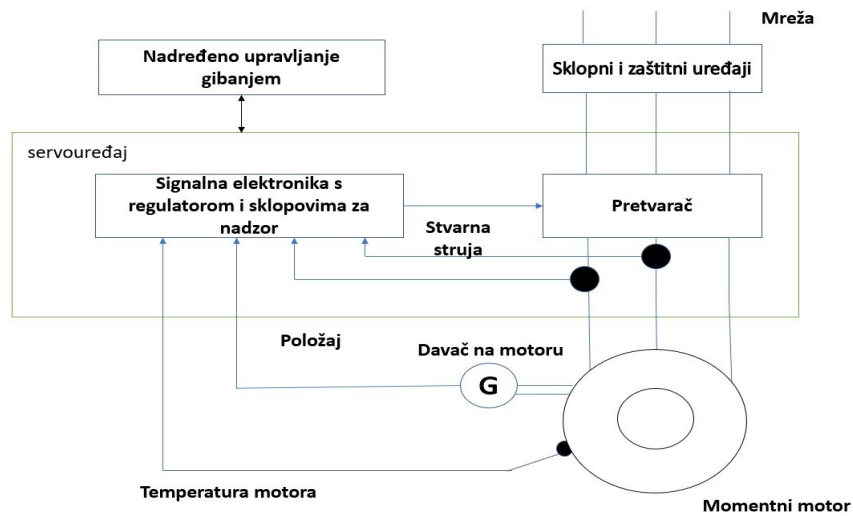 Mreža
Nadređeno upravljanje
gibanjem
Sklopni i zaštitni uređaji
servouređaj
Signalna elektronika s
regulatorom i sklopovima za
nadzor
Pretvarač
Stvarna
struja
Položaj
Davač na motoru
G
Temperatura motora
Momentni motor